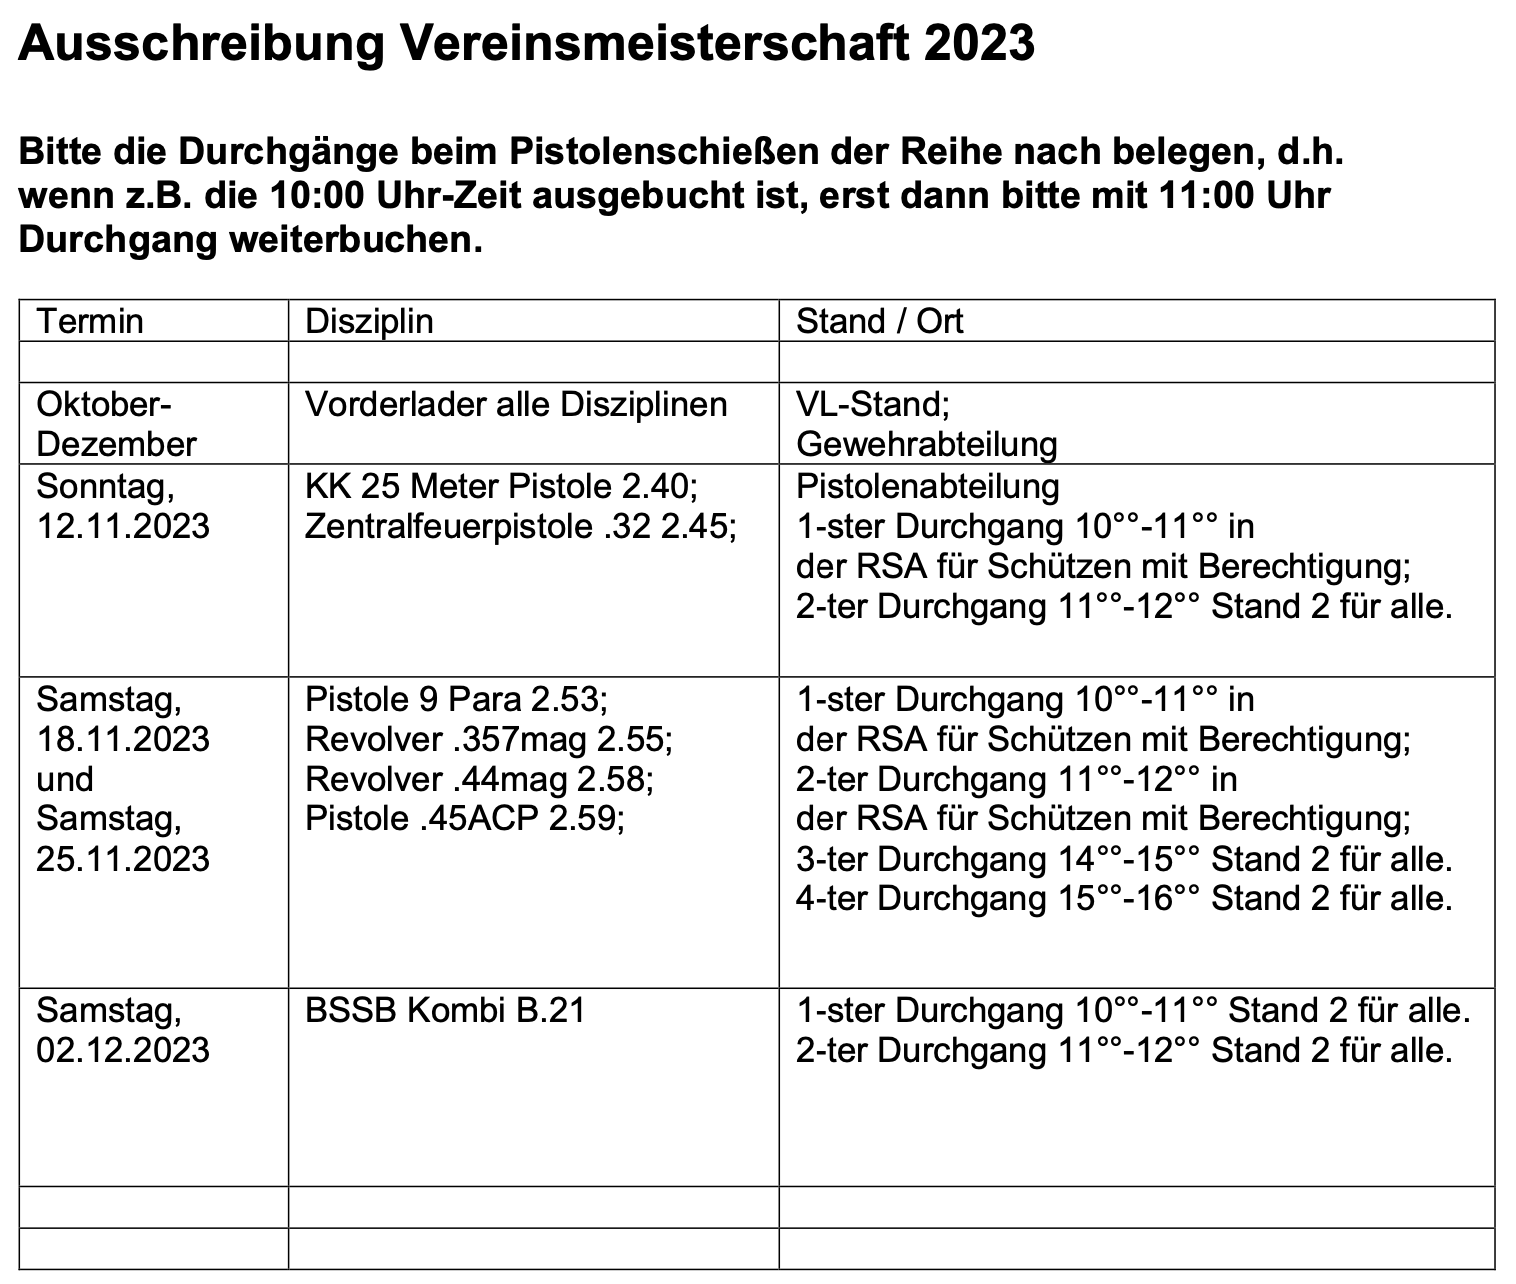 Ausschreibung Vereinsmeisterschaft 2023
Bitte die Durchgänge beim Pistolenschießen der Reihe nach belegen, d.h.
wenn z.B. die 10:00 Uhr-Zeit ausgebucht ist, erst dann bitte mit 11:00 Uhr
Durchgang weiterbuchen.
Termin
Disziplin
Stand / Ort
Oktober-
Dezember
Vorderlader alle Disziplinen
VL-Stand;
Gewehrabteilung
Sonntag,
12.11.2023
KK 25 Meter Pistole 2.40;
Zentralfeuerpistole .32 2.45;
Pistolenabteilung
1-ster Durchgang 10°°-11°° in
der RSA für Schützen mit Berechtigung;
2-ter Durchgang 11°°-12°° Stand 2 für alle.
Samstag,
18.11.2023
und
Samstag,
25.11.2023
Pistole 9 Para 2.53;
Revolver .357mag 2.55;
Revolver .44mag 2.58;
Pistole .45ACP 2.59;
1-ster Durchgang 10°°-11°° in
der RSA für Schützen mit Berechtigung;
2-ter Durchgang 11°°-12°° in
der RSA für Schützen mit Berechtigung;
3-ter Durchgang 14°°-15°° Stand 2 für alle.
4-ter Durchgang 15°°-16°° Stand 2 für alle.
Samstag,
02.12.2023
BSSB Kombi B.21
1-ster Durchgang 10°°-11°° Stand 2 für alle.
2-ter Durchgang 11°°-12°° Stand 2 für alle.